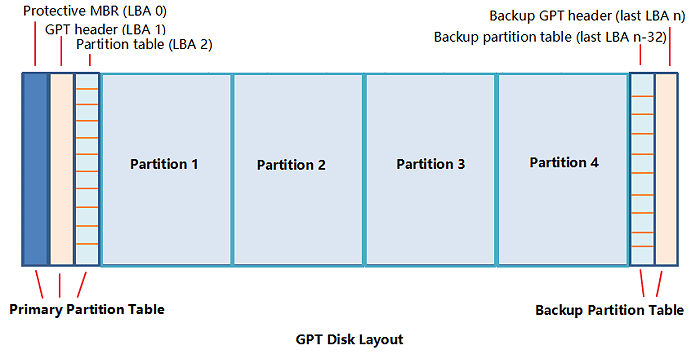 Protective MBR (LBA 0)
GPT header (LBA 1)
Partition table (LBA 2)
Backup GPT header (last LBA n)
Backup partition table (last LBA n-32)
Partition 1
Partition 2
Partition 3
Partition 4
Primary Partition Table
Backup Partition Table
GPT Disk Layout